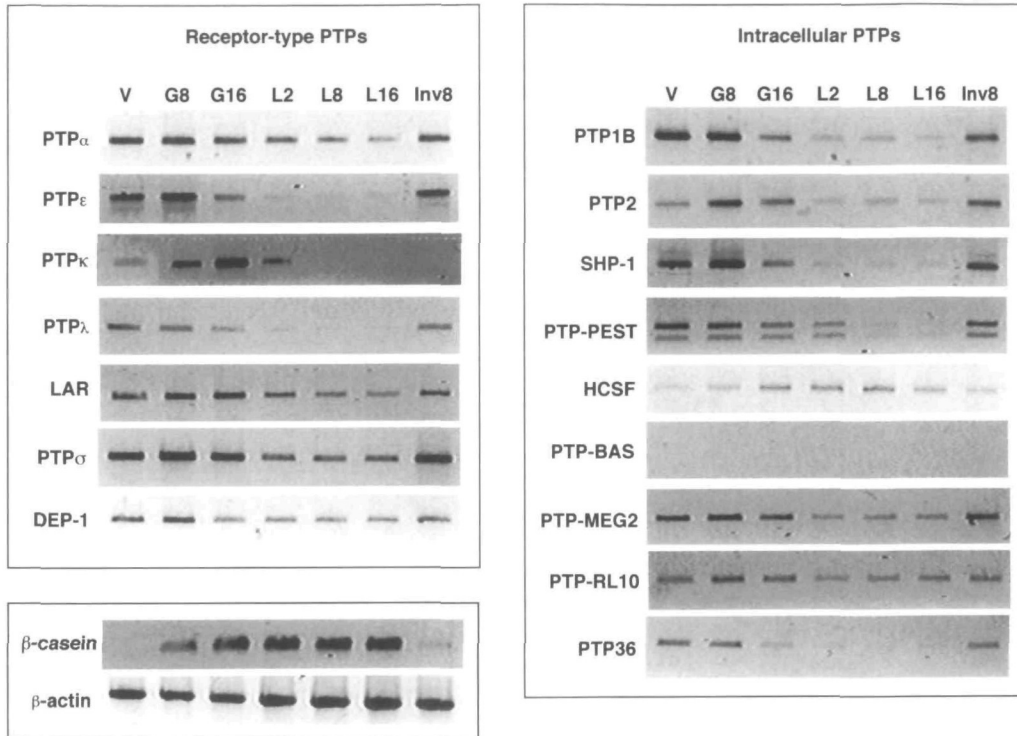 Receptor-type PTPs
V G8 G16 L2 L8 L16 Inv8
PTPα
PTPε
PTPκ
PTPλ
LAR
PTPσ
DEP-1
β-casein
β-actin
Intracellular PTPs
V G8 G16 L2 L8 L16 Inv8
PTP1B
PTP2
SHP-1
PTP-PEST
HCSF
PTP-BAS
PTP-MEG2
PTP-RL10
PTP36